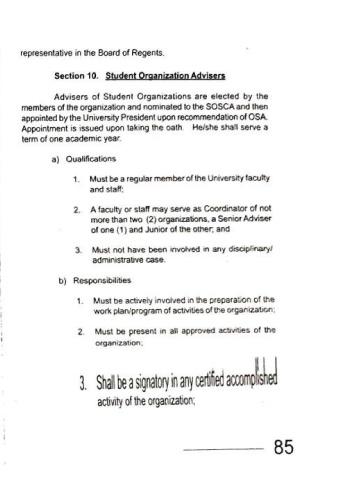 representative in the Board of Regents.
Section 10. Student Organization Advisers
Advisers of Student Organizations are elected by the
members of the organization and nominated to the SOSCA and then
appointed by the University President upon recommendation of OSA.
Appointment is issued upon taking the oath. He/she shall serve a
term of one academic year.
a) Qualifications
1. Must be a regular member of the University faculty
and staff;
2. A faculty or staff may serve as Coordinator of not
more than two (2) organizations, a Senior Adviser
of one (1) and Junior of the other; and
3. Must not have been involved in any disciplinary/
administrative case.
b) Responsibilities
1. Must be actively involved in the preparation of the
work plan/program of activities of the organization;
2. Must be present in all approved activities of the
organization;
3. Shall be a signatory in any certified accomplished
activity of the organization;
85